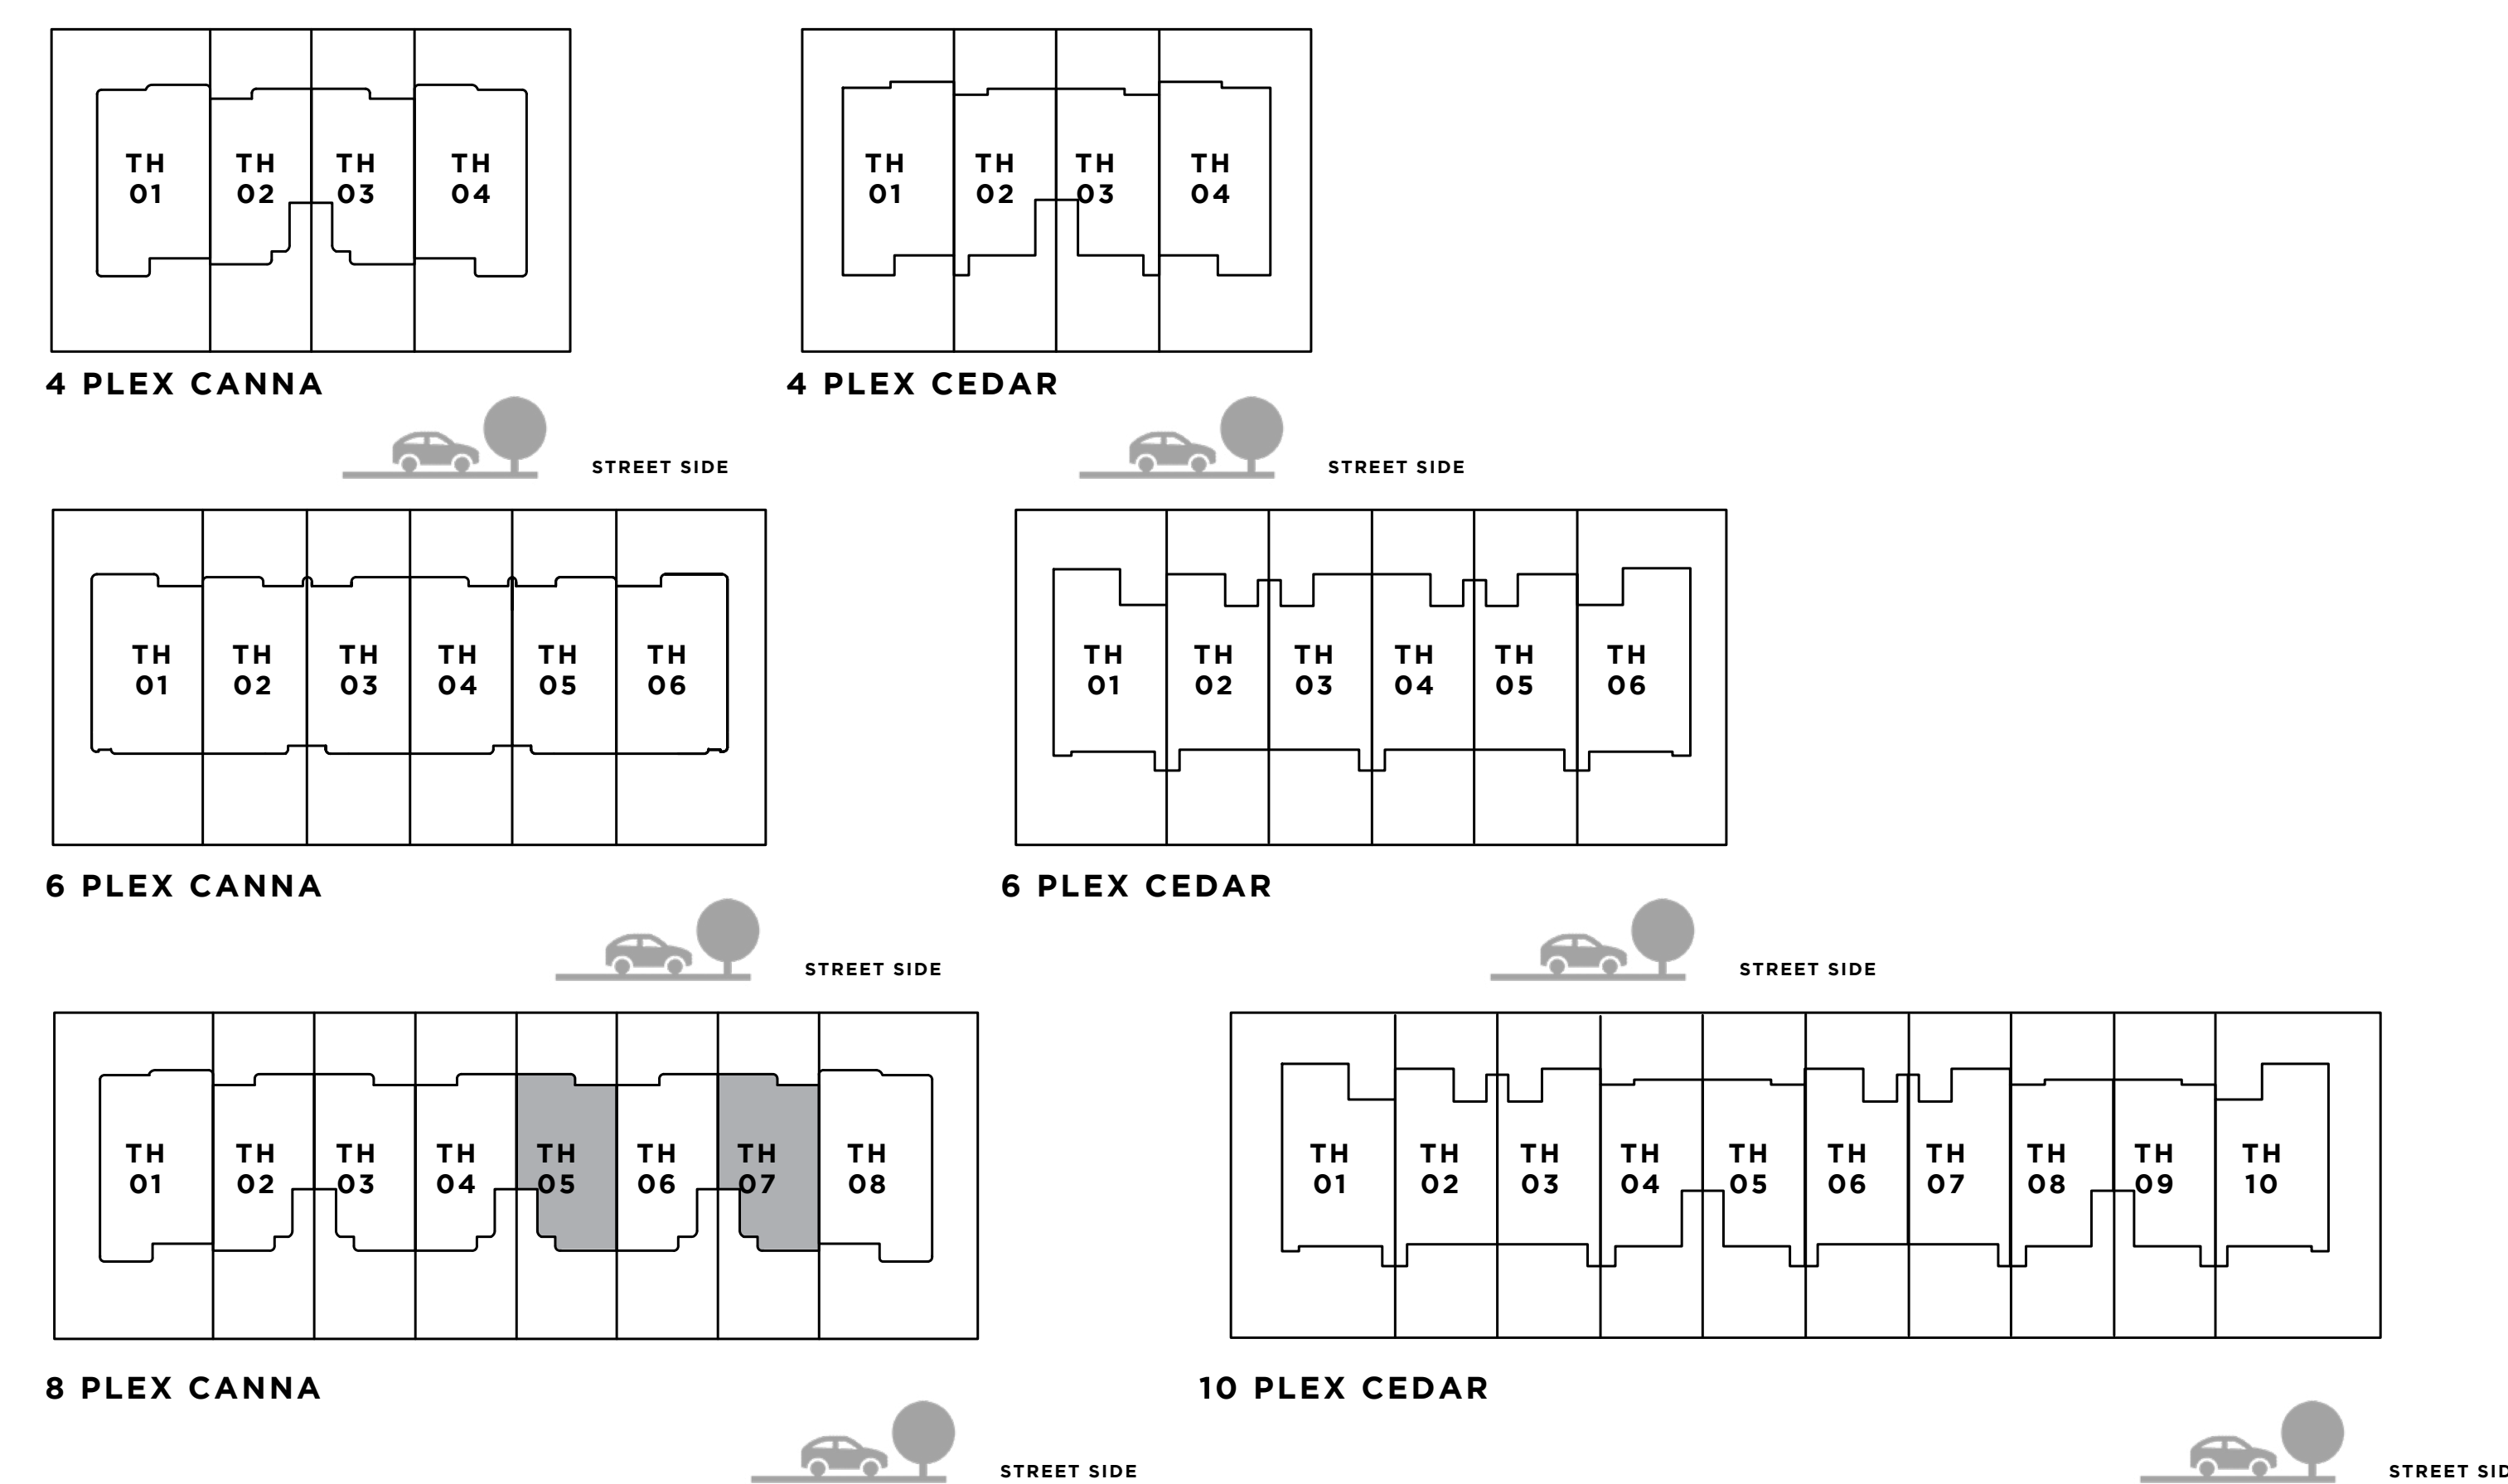 TH
01
TH
02
TH
03
TH
04
4 PLEX CANNA
STREET SIDE
TH
01
TH
02
TH
03
TH
04
4 PLEX CEDAR
STREET SIDE
TH
01
TH
02
TH
03
TH
04
TH
05
TH
06
6 PLEX CANNA
STREET SIDE
TH
01
TH
02
TH
03
TH
04
TH
05
TH
06
6 PLEX CEDAR
STREET SIDE
TH
01
TH
02
TH
03
TH
04
TH
05
TH
06
TH
07
TH
08
8 PLEX CANNA
STREET SIDE
TH
01
TH
02
TH
03
TH
04
TH
05
TH
06
TH
07
TH
08
TH
09
TH
10
10 PLEX CEDAR
STREET SID